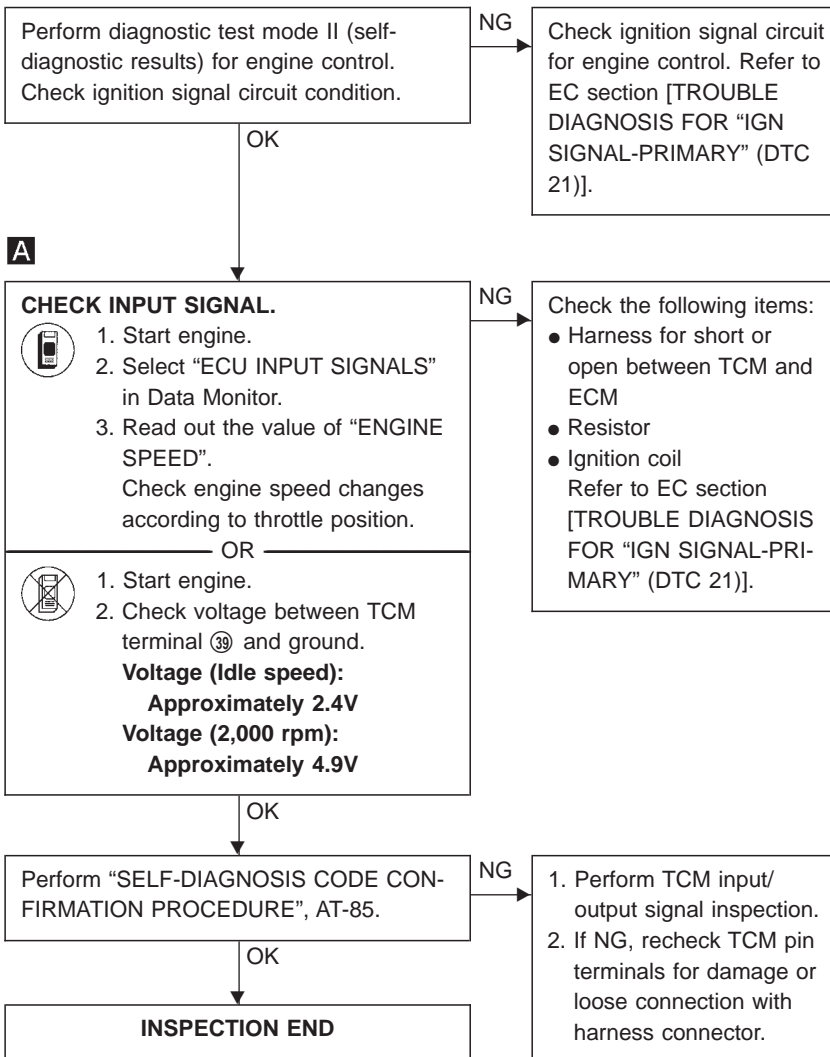 Perform diagnostic test mode II (self-
diagnostic results) for engine control.
Check ignition signal circuit condition.
NG
Check ignition signal circuit
for engine control. Refer to
EC section [TROUBLE
DIAGNOSIS FOR “IGN
SIGNAL-PRIMARY” (DTC
21)].
OK
A
CHECK INPUT SIGNAL.
1. Start engine.
2. Select “ECU INPUT SIGNALS”
in Data Monitor.
3. Read out the value of “ENGINE
SPEED”.
Check engine speed changes
according to throttle position.
OR
1. Start engine.
2. Check voltage between TCM
terminal ㊴ and ground.
Voltage (Idle speed):
Approximately 2.4V
Voltage (2,000 rpm):
Approximately 4.9V
NG
Check the following items:
● Harness for short or
open between TCM and
ECM
● Resistor
● Ignition coil
Refer to EC section
[TROUBLE DIAGNOSIS
FOR “IGN SIGNAL-PRI-
MARY” (DTC 21)].
OK
Perform “SELF-DIAGNOSIS CODE CON-
FIRMATION PROCEDURE”, AT-85.
NG
1. Perform TCM input/
output signal inspection.
2. If NG, recheck TCM pin
terminals for damage or
loose connection with
harness connector.
OK
INSPECTION END